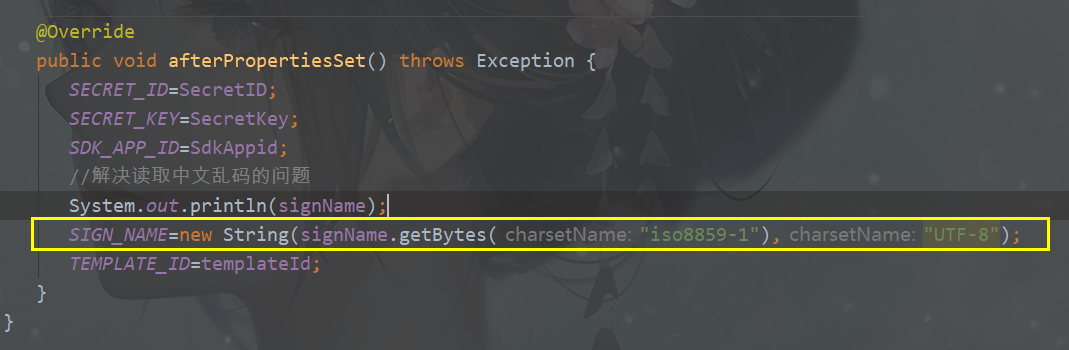 @Override
public void afterPropertiesSet() throws Exception {
SECRET_ID=SecretID;
SECRET_KEY=SecretKey;
SDK_APP_ID=SdkAppid;
//解决读取中文乱码的问题
System.out.println(signName);
SIGN_NAME=new String(signName.getBytes( charsetName: "iso8859-1"), charsetName: "UTF-8");
TEMPLATE_ID=templateId;
}
}